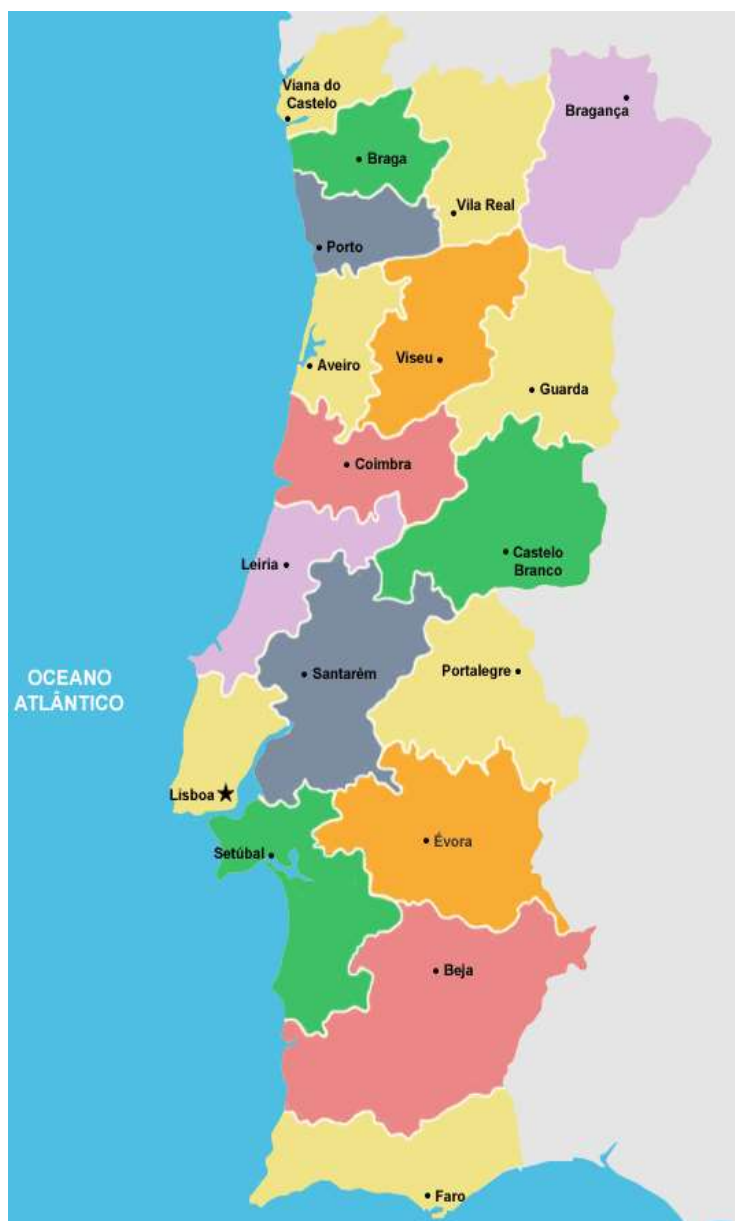 Viana do
Castelo
Bragança
Braga
Vila Real
Porto
Aveiro
Viseu
Guarda
Coimbra
Castelo
Branco
Leiria
OCEANO
ATLÂNTICO
Santarém
Portalegre
Lisboa
Évora
Setúbal
Beja
Faro